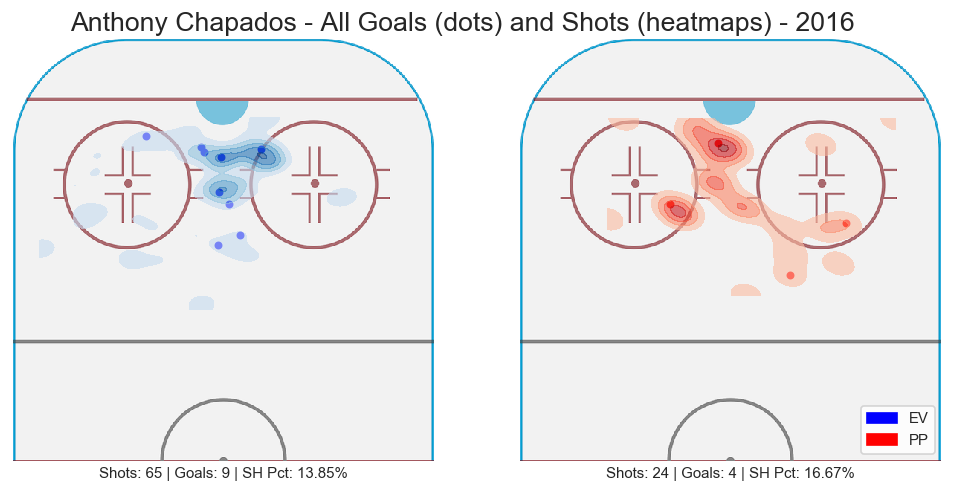 Anthony Chapados - All Goals (dots) and Shots (heatmaps) - 2016
EV
PP
Shots: 65 | Goals: 9 | SH Pct: 13.85%
Shots: 24 | Goals: 4 | SH Pct: 16.67%